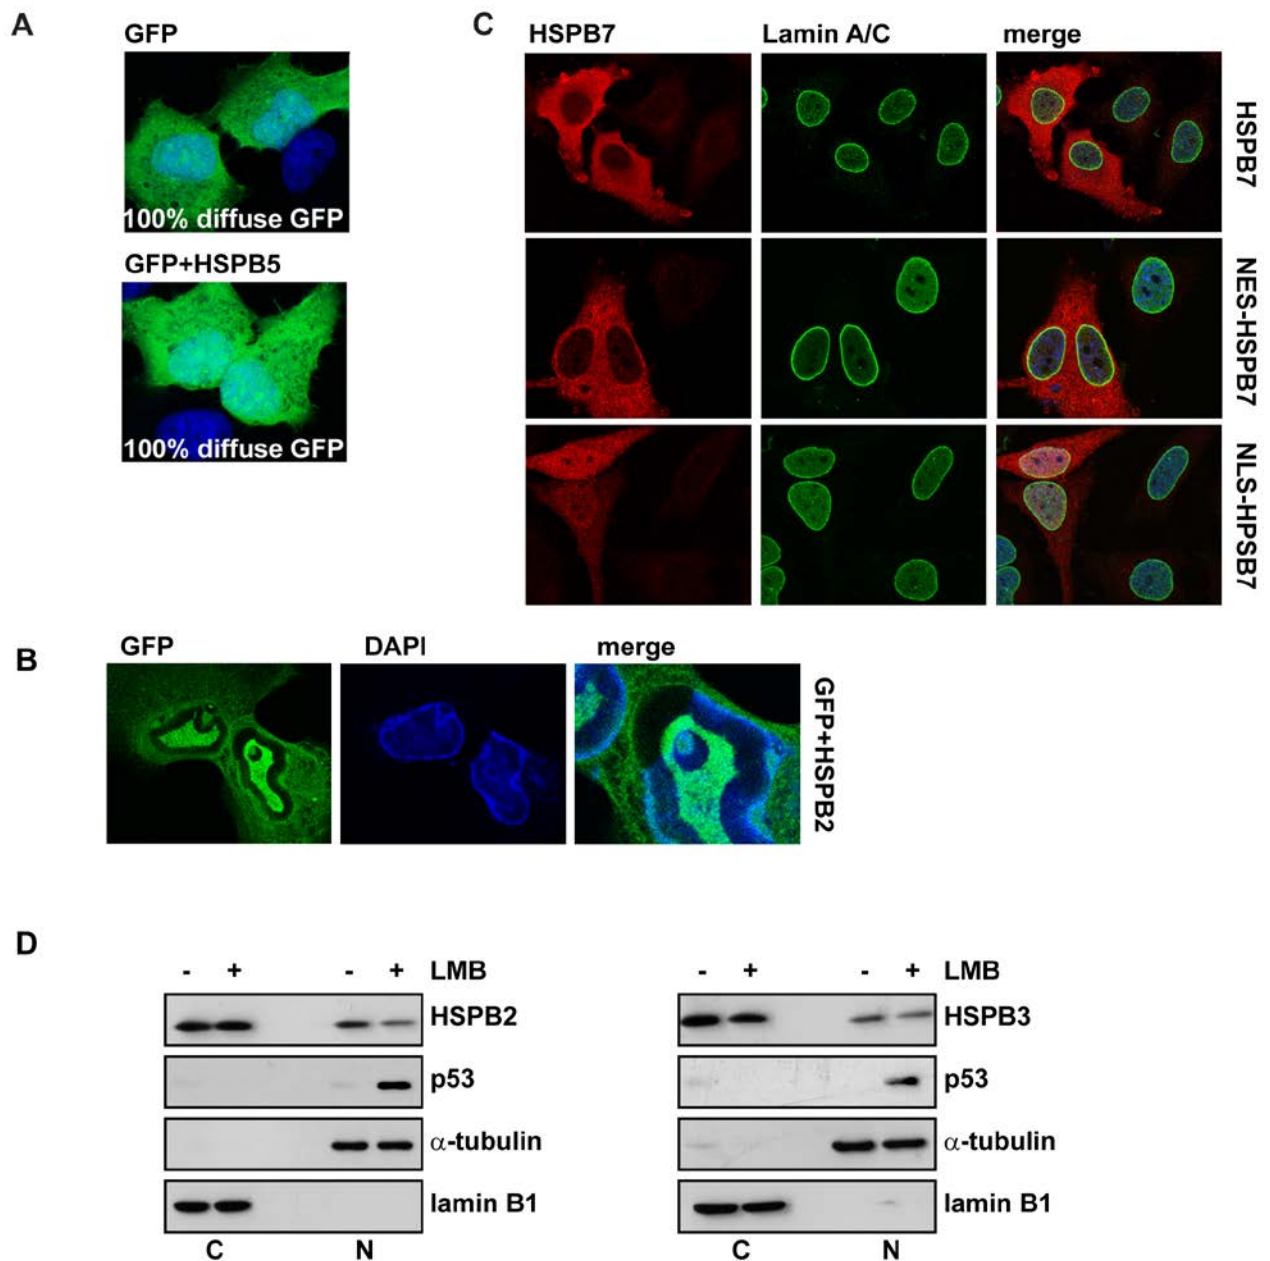 A
GFP
100% diffuse GFP
GFP+HSPB5
100% diffuse GFP
C
HSPB7 Lamin A/C merge
HSPB7
NES-HSPB7
NLS-HPSB7
B
GFP DAPI merge
GFP+HSPB2
D
- + - + LMB
HSPB2
p53
α-tubulin
lamin B1
C N
- + - + LMB
HSPB3
p53
α-tubulin
lamin B1
C N